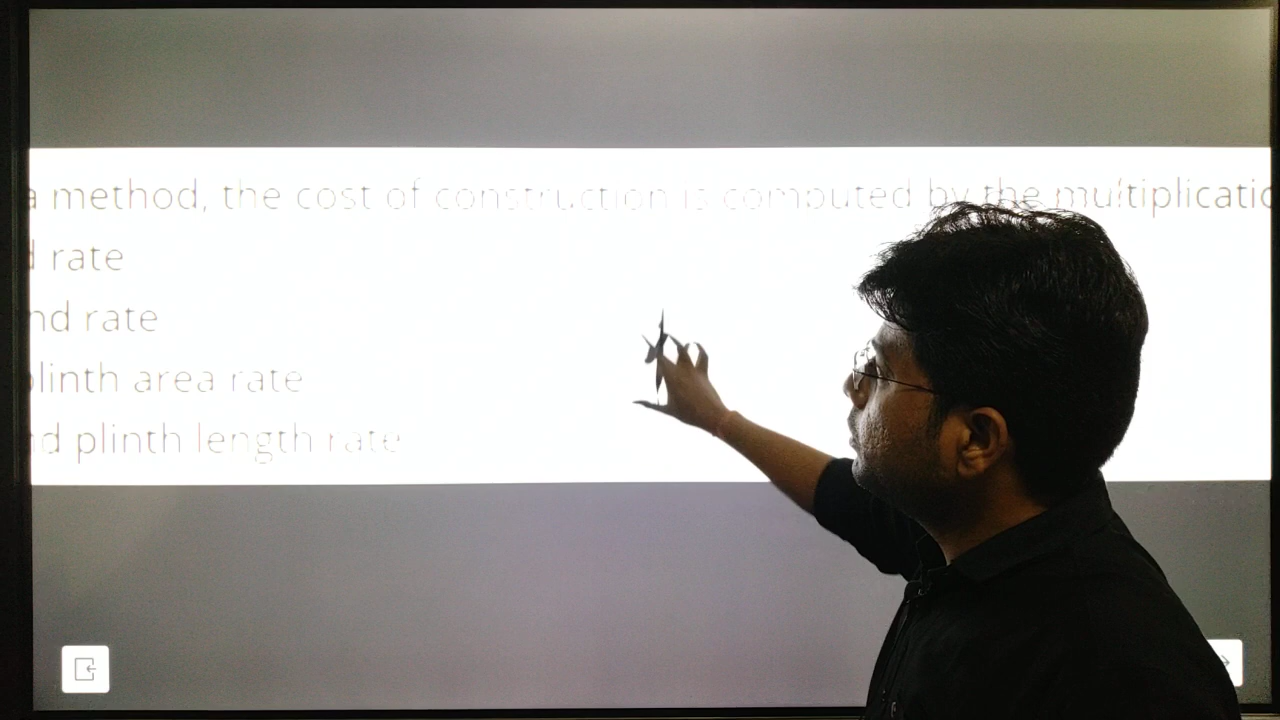 a method, the cost of construction is computed by the multiplicatio
d rate
nd rate
plinth area rate
nd plinth length rate